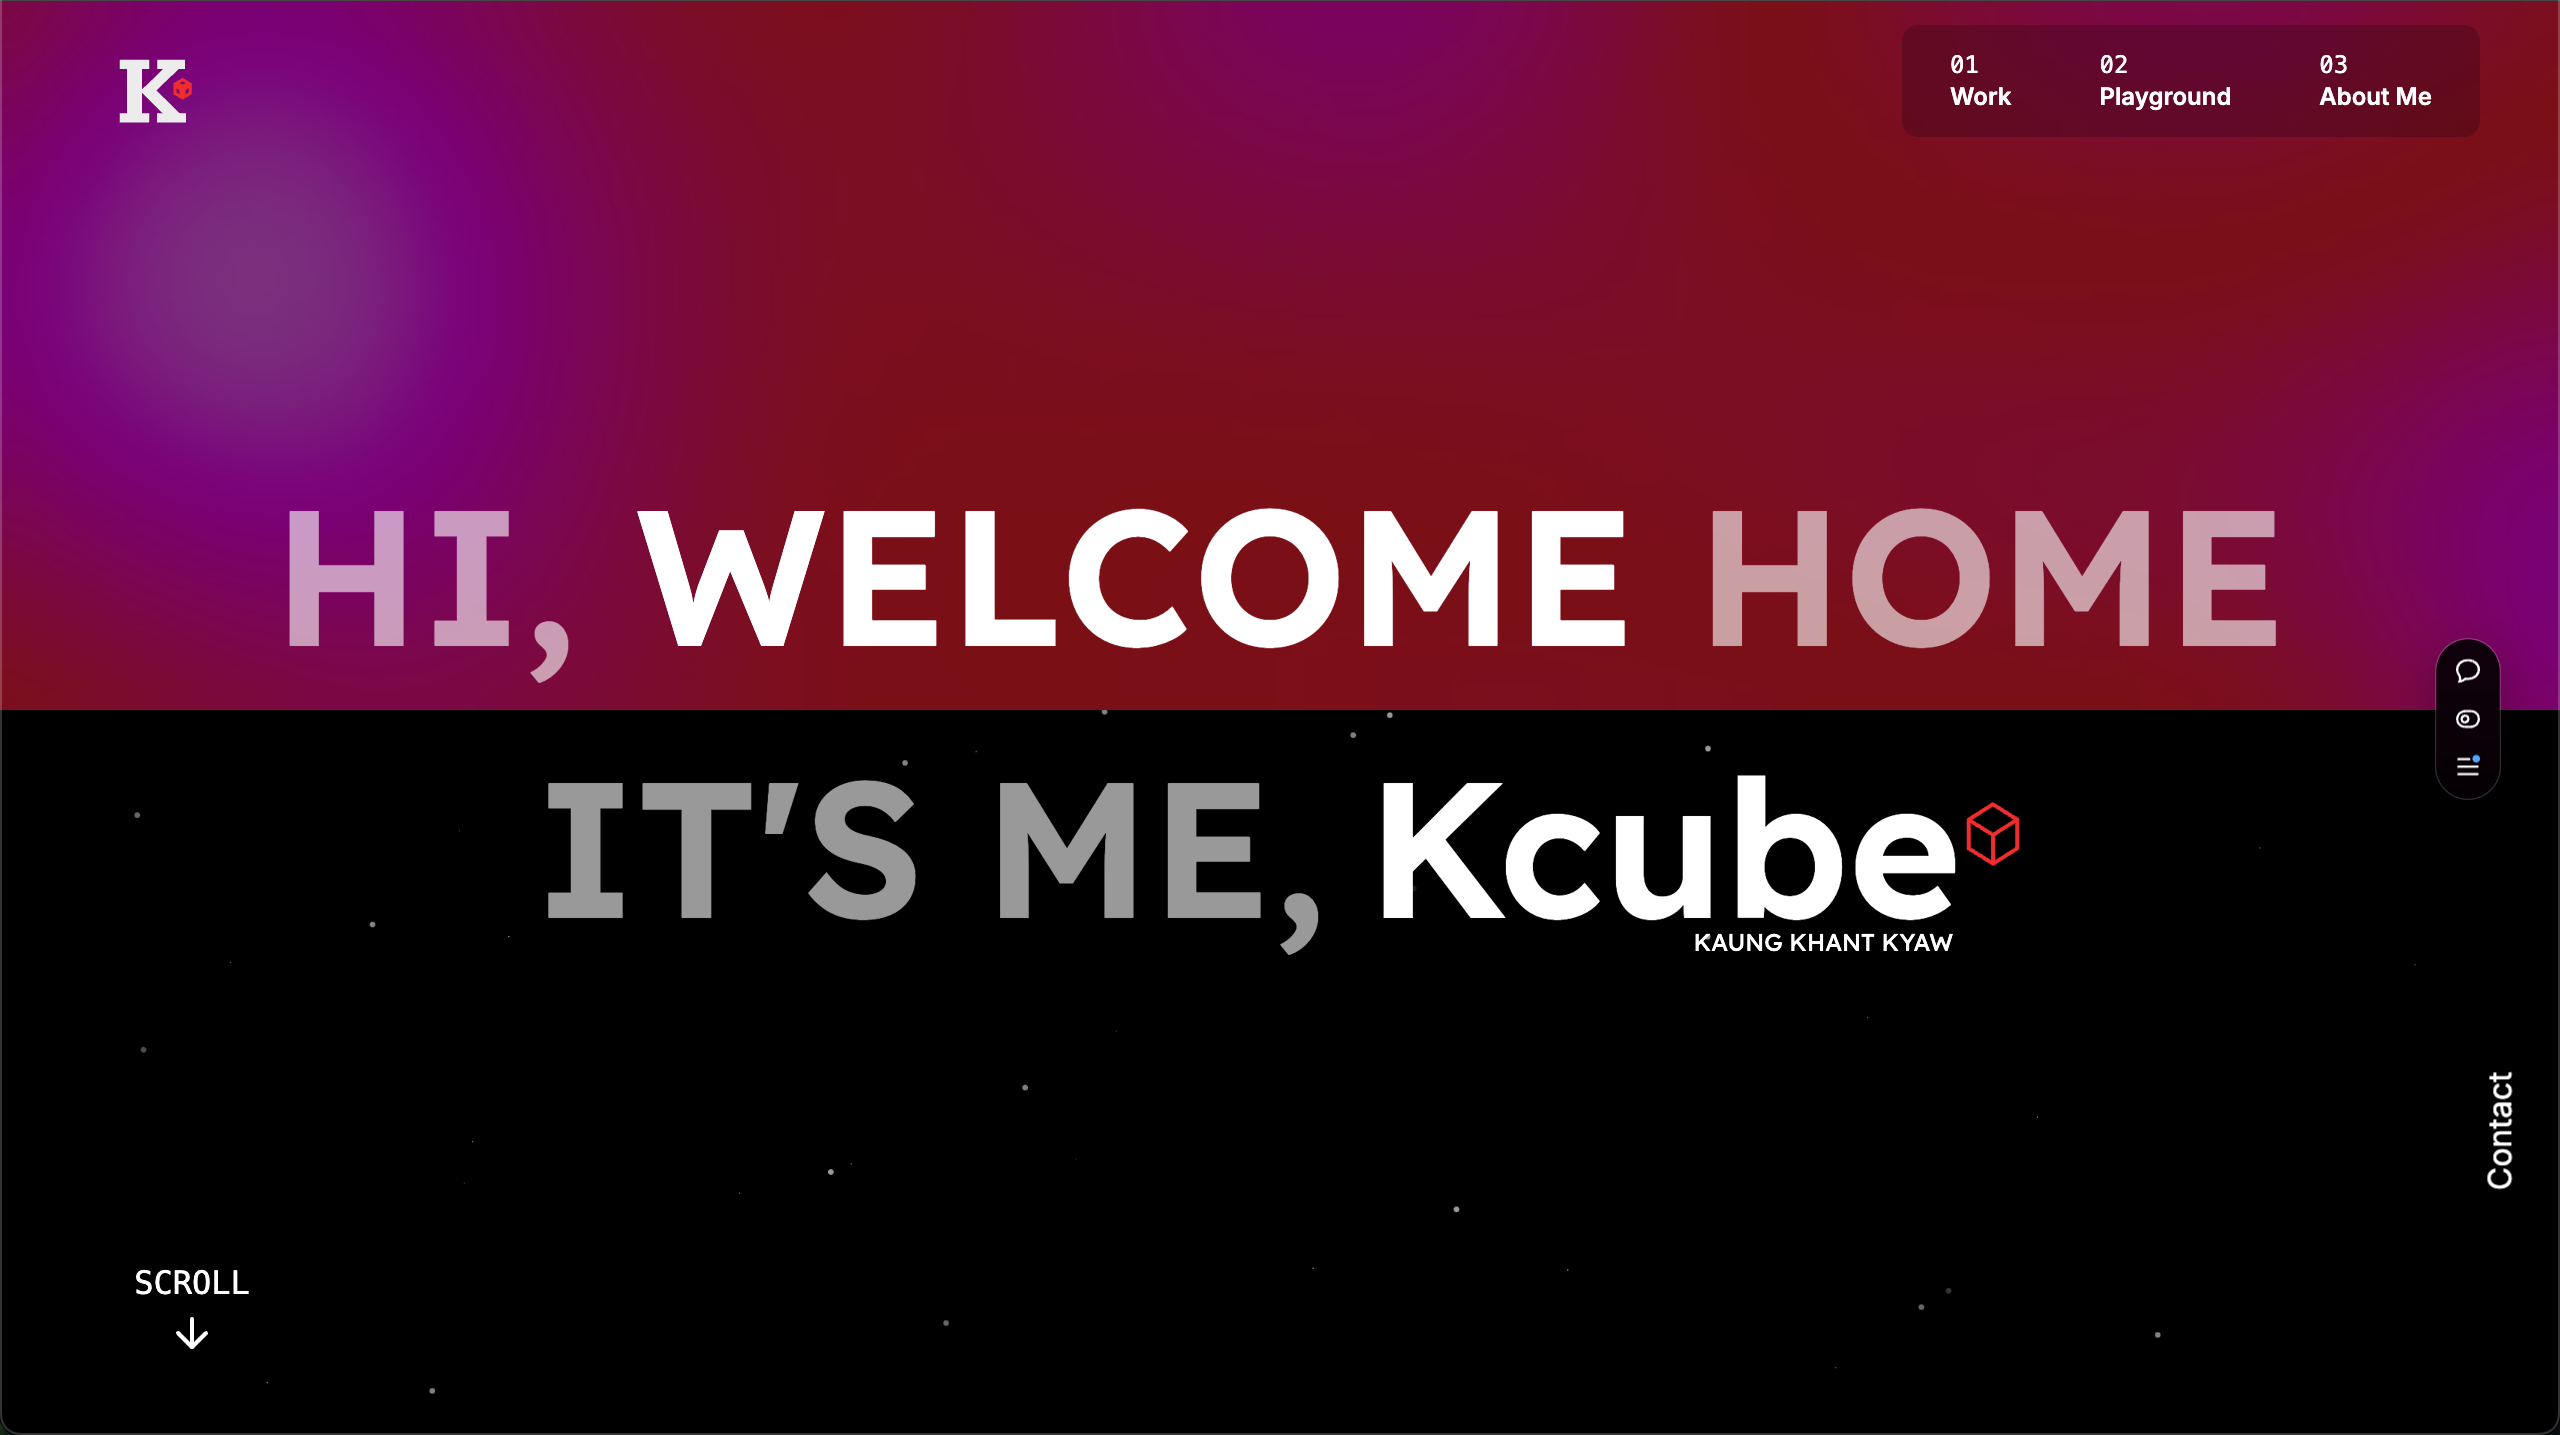 K
01
Work
02
Playground
03
About Me
HI, WELCOME HOME
IT'S ME, Kcube
KAUNG KHANT KYAW
Contact
SCROLL